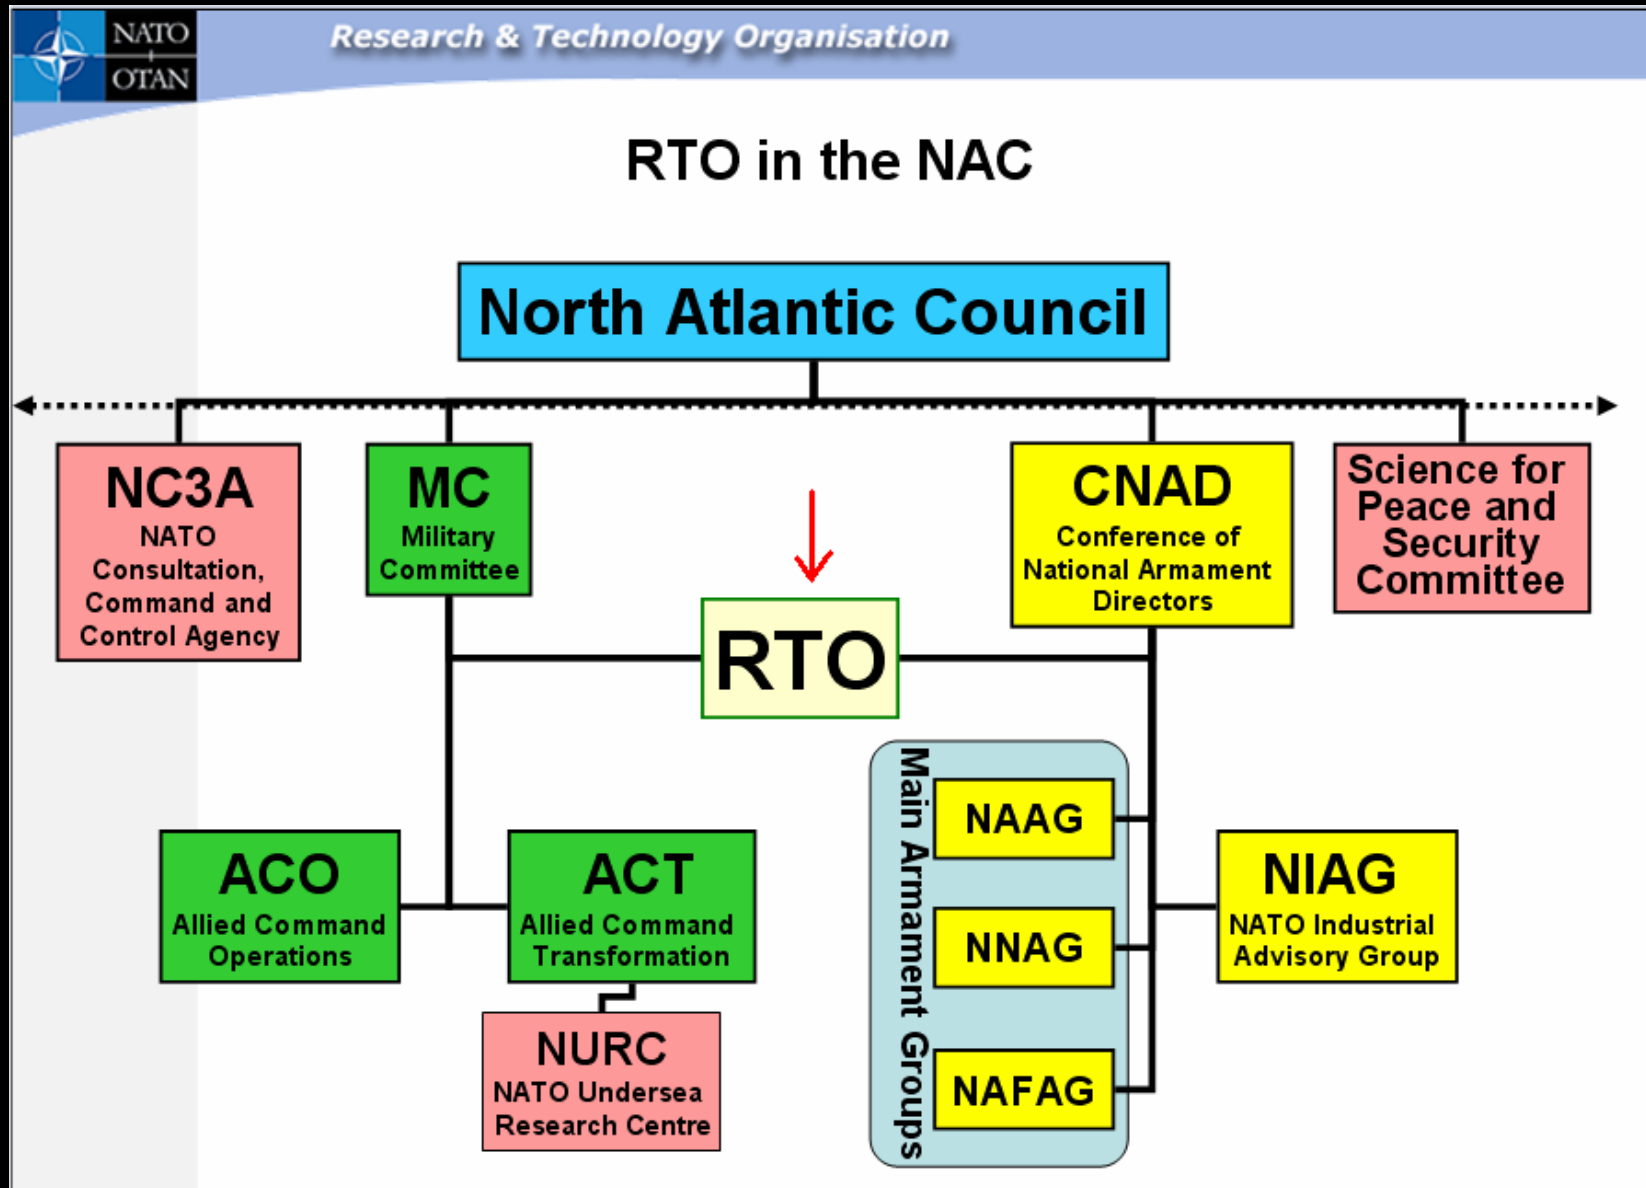 NATO
OTAN
Research & Technology Organisation
RTO in the NAC
North Atlantic Council
NC3A
NATO
Consultation,
Command and
Control Agency
MC
Military
Committee
CNAD
Conference of
National Armament
Directors
Science for
Peace and
Security
Committee
RTO
ACO
Allied Command
Operations
ACT
Allied Command
Transformation
NURC
NATO Undersea
Research Centre
Main Armament Groups
NAAG
NNAG
NAFAG
NIAG
NATO Industrial
Advisory Group